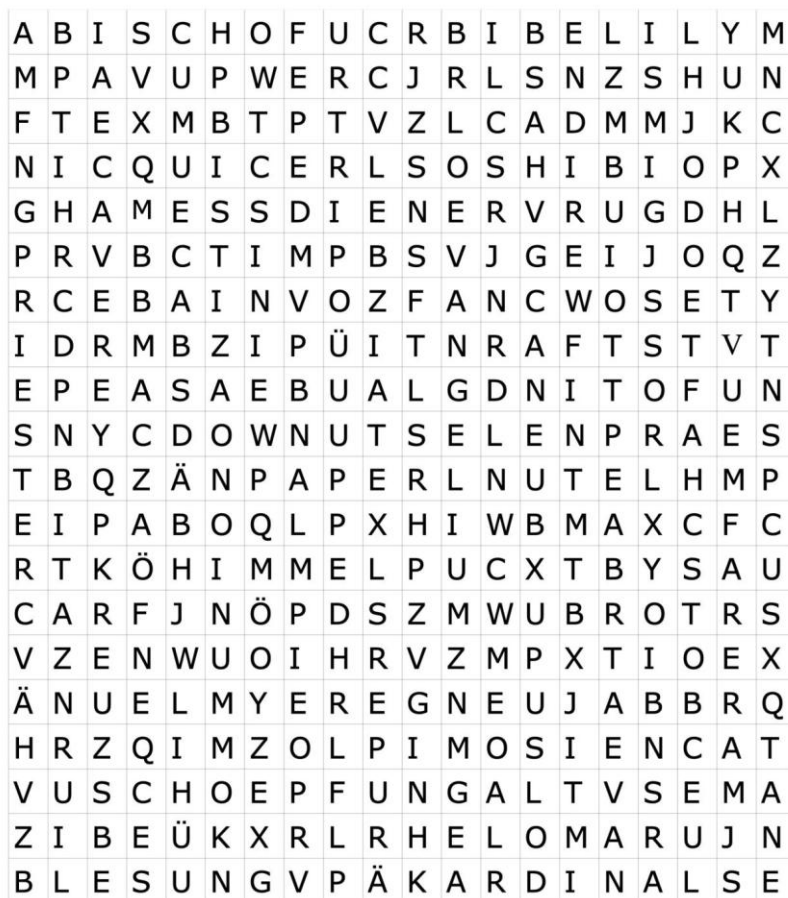 A B I S C H O F U C R B I B E L I L Y M
M P A V U P W E R C J R L S N Z S H U N
F T E X M B T P T V Z L C A D M M J K C
N I C Q U I C E R L S O S H I B I O P X
G H A M E S S D I E N E R V R U G D H L
P R V B C T I M P B S V J G E I J O Q Z
R C E B A I N V O Z F A N C W O S E T Y
I D R M B Z I P Ü I T N R A F T S T V T
E P E A S A E B U A L G D N I T O F U N
S N Y C D O W N U T S E L E N P R A E S
T B Q Z Ä N P A P E R L N U T E L H M P
E I P A B O Q L P X H I W B M A X C F C
R T K Ö H I M M E L P U C X T B Y S A U
C A R F J N Ö P D S Z M W U B R O T R S
V Z E N W U O I H R V Z M P X T I O E X
Ä N U E L M Y E R E G N E U J A B B R Q
H R Z Q I M Z O L P I M O S I E N C A T
V U S C H O E P F U N G A L T V S E M A
Z I B E Ü K X R L R H E L O M A R U J N
B L E S U N G V P Ä K A R D I N A L S E